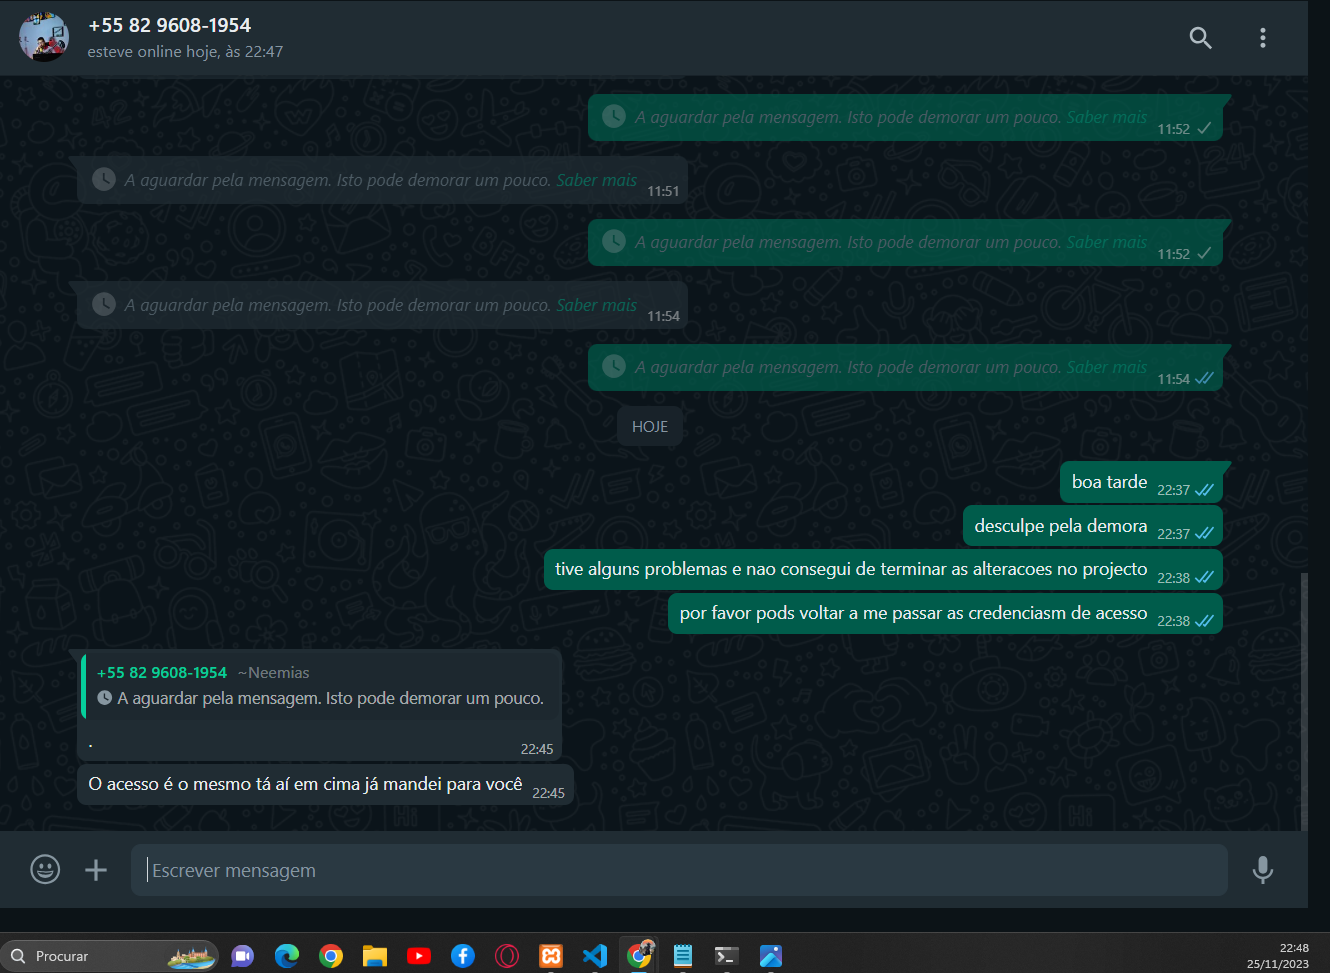 +55 82 9608-1954
esteve online hoje, às 22:47
A aguardar pela mensagem. Isto pode demorar um pouco. Saber mais 11:52
A aguardar pela mensagem. Isto pode demorar um pouco. Saber mais 11:51
A aguardar pela mensagem. Isto pode demorar um pouco. Saber mais 11:52
A aguardar pela mensagem. Isto pode demorar um pouco. Saber mais 11:54
A aguardar pela mensagem. Isto pode demorar um pouco. Saber mais 11:54
HOJE
boa tarde 22:37
desculpe pela demora 22:37
tive alguns problemas e nao consegui de terminar as alteracoes no projecto 22:38
por favor pods voltar a me passar as credenciasm de acesso 22:38
+55 82 9608-1954 ~Neemias
A aguardar pela mensagem. Isto pode demorar um pouco.
. 22:45
O acesso é o mesmo tá aí em cima já mandei para você 22:45
Escrever mensagem
Procurar
22:48
25/11/2023